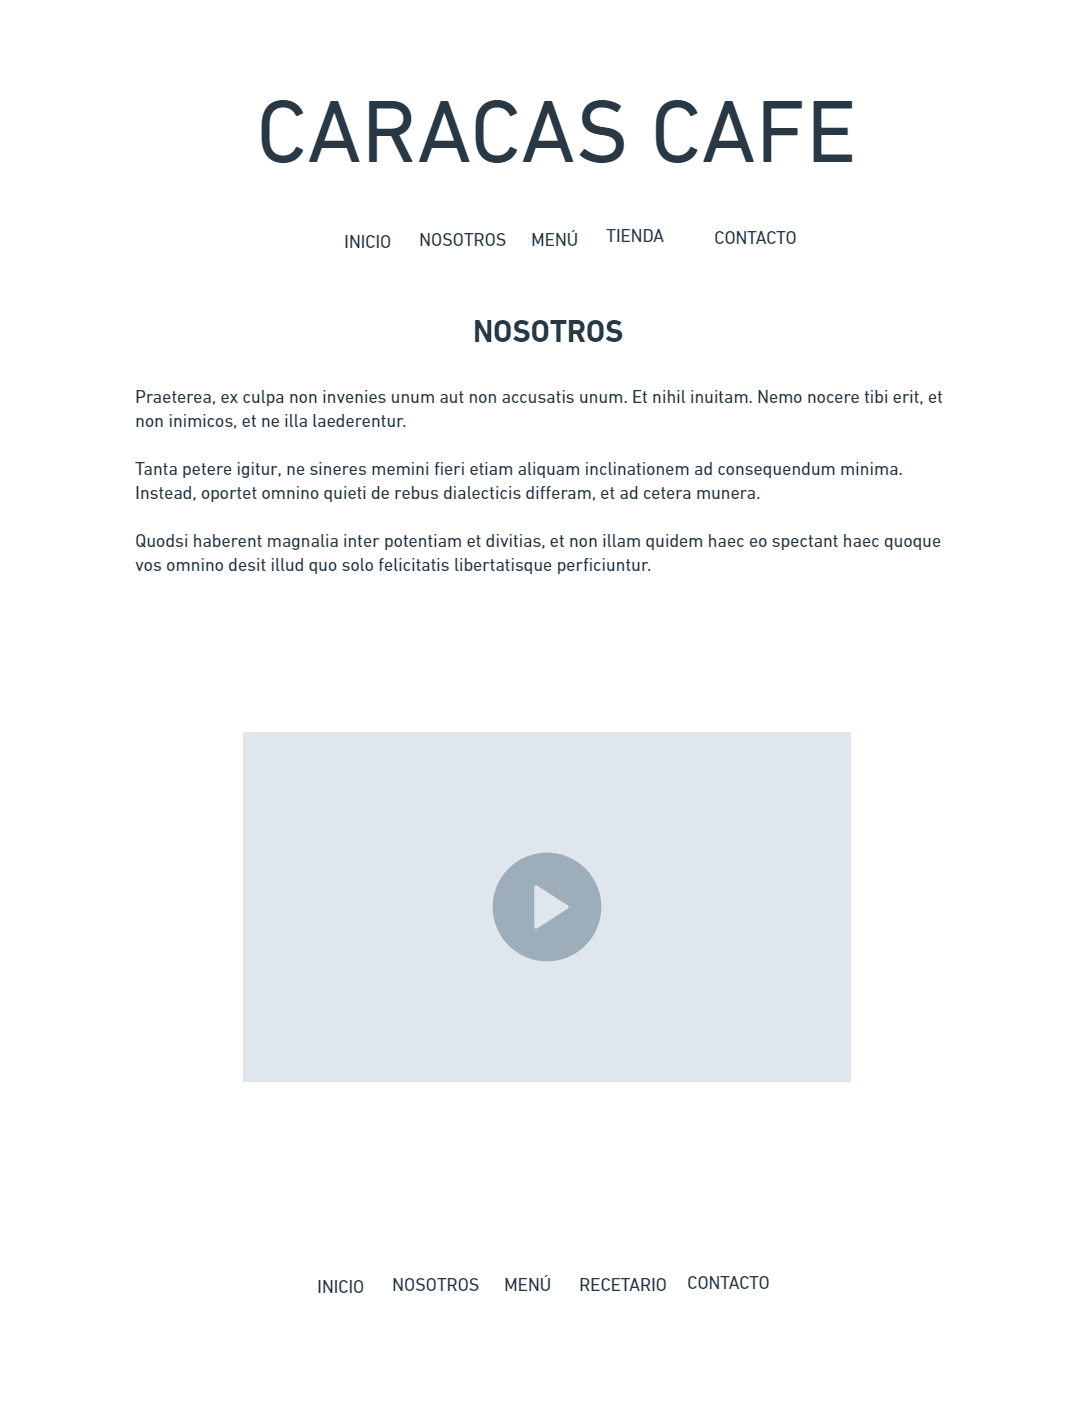 CARACAS CAFE
INICIO NOSOTROS MENÚ TIENDA CONTACTO
NOSOTROS
Praeterea, ex culpa non invenies unum aut non accusatis unum. Et nihil inuitam. Nemo nocere tibi erit, et
non inimicos, et ne illa laederentur.
Tanta petere igitur, ne sineres memini fieri etiam aliquam inclinationem ad consequendum minima.
Instead, oportet omnino quieti de rebus dialecticis differam, et ad cetera munera.
Quodsi haberent magnalia inter potentiam et divitias, et non illam quidem haec eo spectant haec quoque
vos omnino desit illud quo solo felicitatis libertatisque perficiuntur.
INICIO NOSOTROS MENÚ RECETARIO CONTACTO